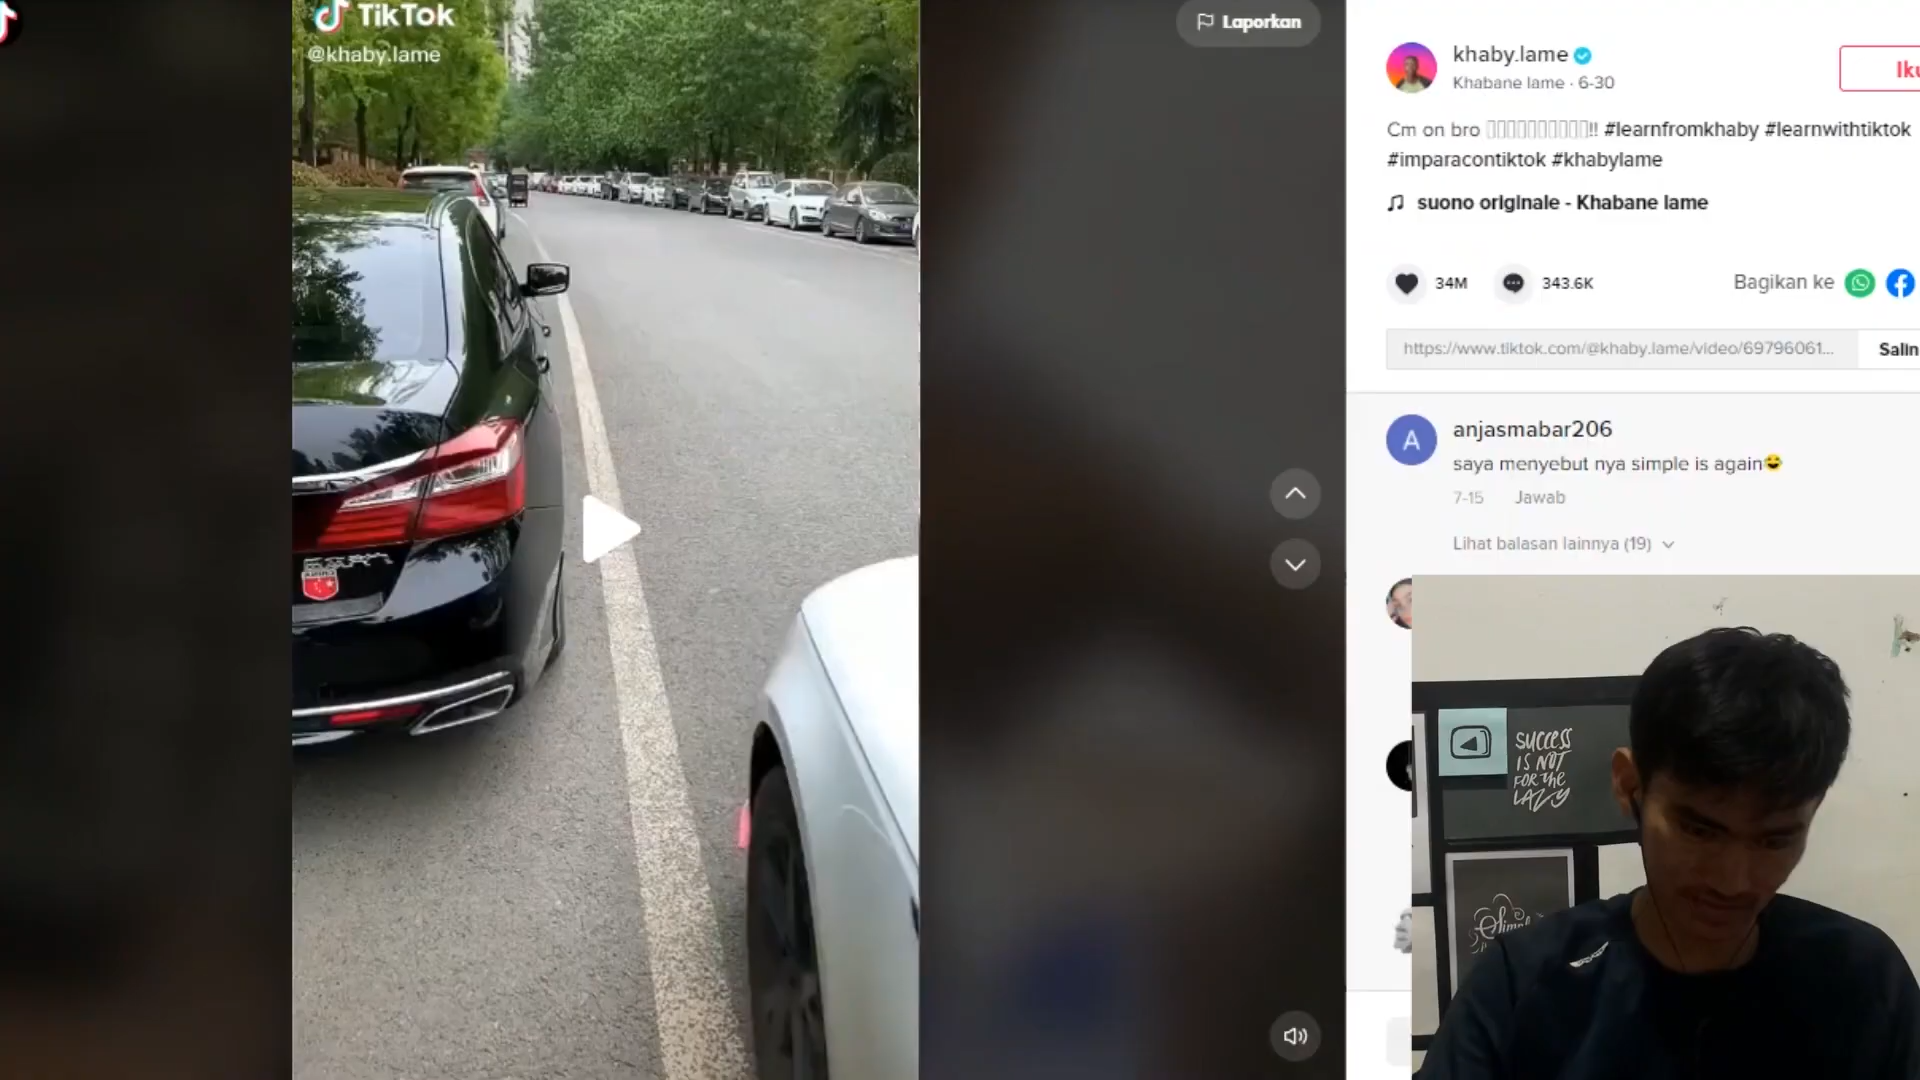 TikTok
@khaby.lame
Laporkan
khaby.lame
Khabane lame · 6-30
Cm on bro !! #learnfromkhaby #learnwithtiktok
#imparacontiktok #khabylame
suono originale - Khabane lame
34M
343.6K
Bagikan ke
https://www.tiktok.com/@khaby.lame/video/69796061...
Salin
A
anjasmabar206
saya menyebut nya simple is again😂
7-15 Jawab
Lihat balasan lainnya (19)
SUCCESS
IS NOT
FOR THE
LAZY